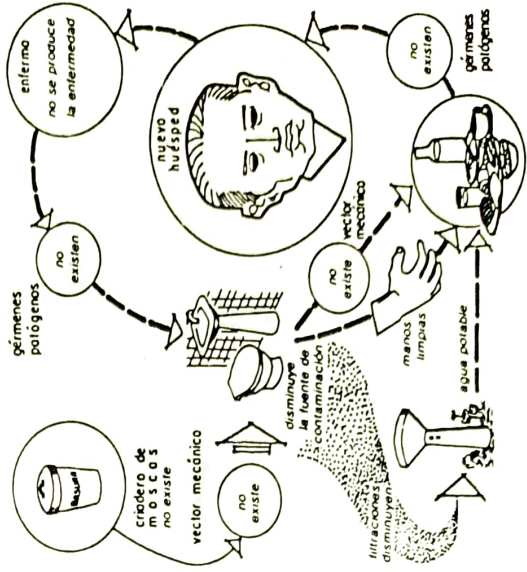 enfermo
no se produce
la enfermedad
gérmenes
patógenos
no
existen
nuevo
huésped
no
existen
gérmenes
patógenos
BASURA
criadero de
moscas
no existe
vector mecánico
no
existe
disminuye
la fuente de
contaminación
no
existe
vector
mecánico
manos
limpias
agua potable
filtraciones
disminuyen